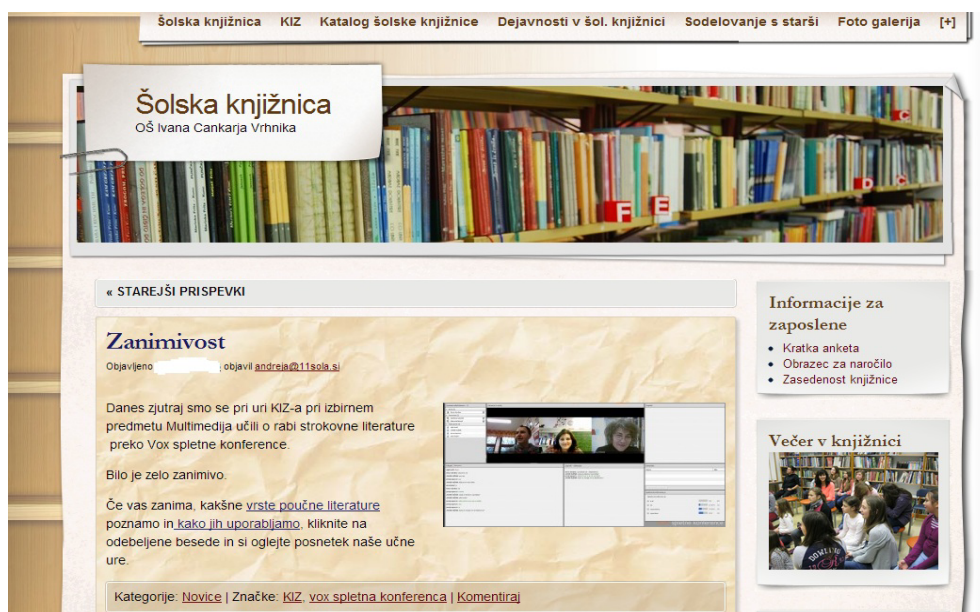 Šolska knjižnica KIZ Katalog šolske knjižnice Dejavnosti v šol. knjižnici Sodelovanje s starši Foto galerija [+]
Šolska knjižnica
OŠ Ivana Cankarja Vrhnika
C
D C
F E
« STAREJŠI PRISPEVKI
Zanimivost
Objavljeno objavil andreja@11sola.si
Danes zjutraj smo se pri uri KIZ-a pri izbirnem
predmetu Multimedija učili o rabi strokovne literature
preko Vox spletne konference.
Bilo je zelo zanimivo.
Če vas zanima, kakšne vrste poučne literature
poznamo in kako jih uporabljamo, kliknite na
odebeljene besede in si oglejte posnetek naše učne
ure.
spletne konference
Kategorije: Novice | Značke: KIZ, vox spletna konferenca | Komentiraj
Informacije za
zaposlene
Kratka anketa
Obrazec za naročilo
Zasedenost knjižnice
Večer v knjižnici